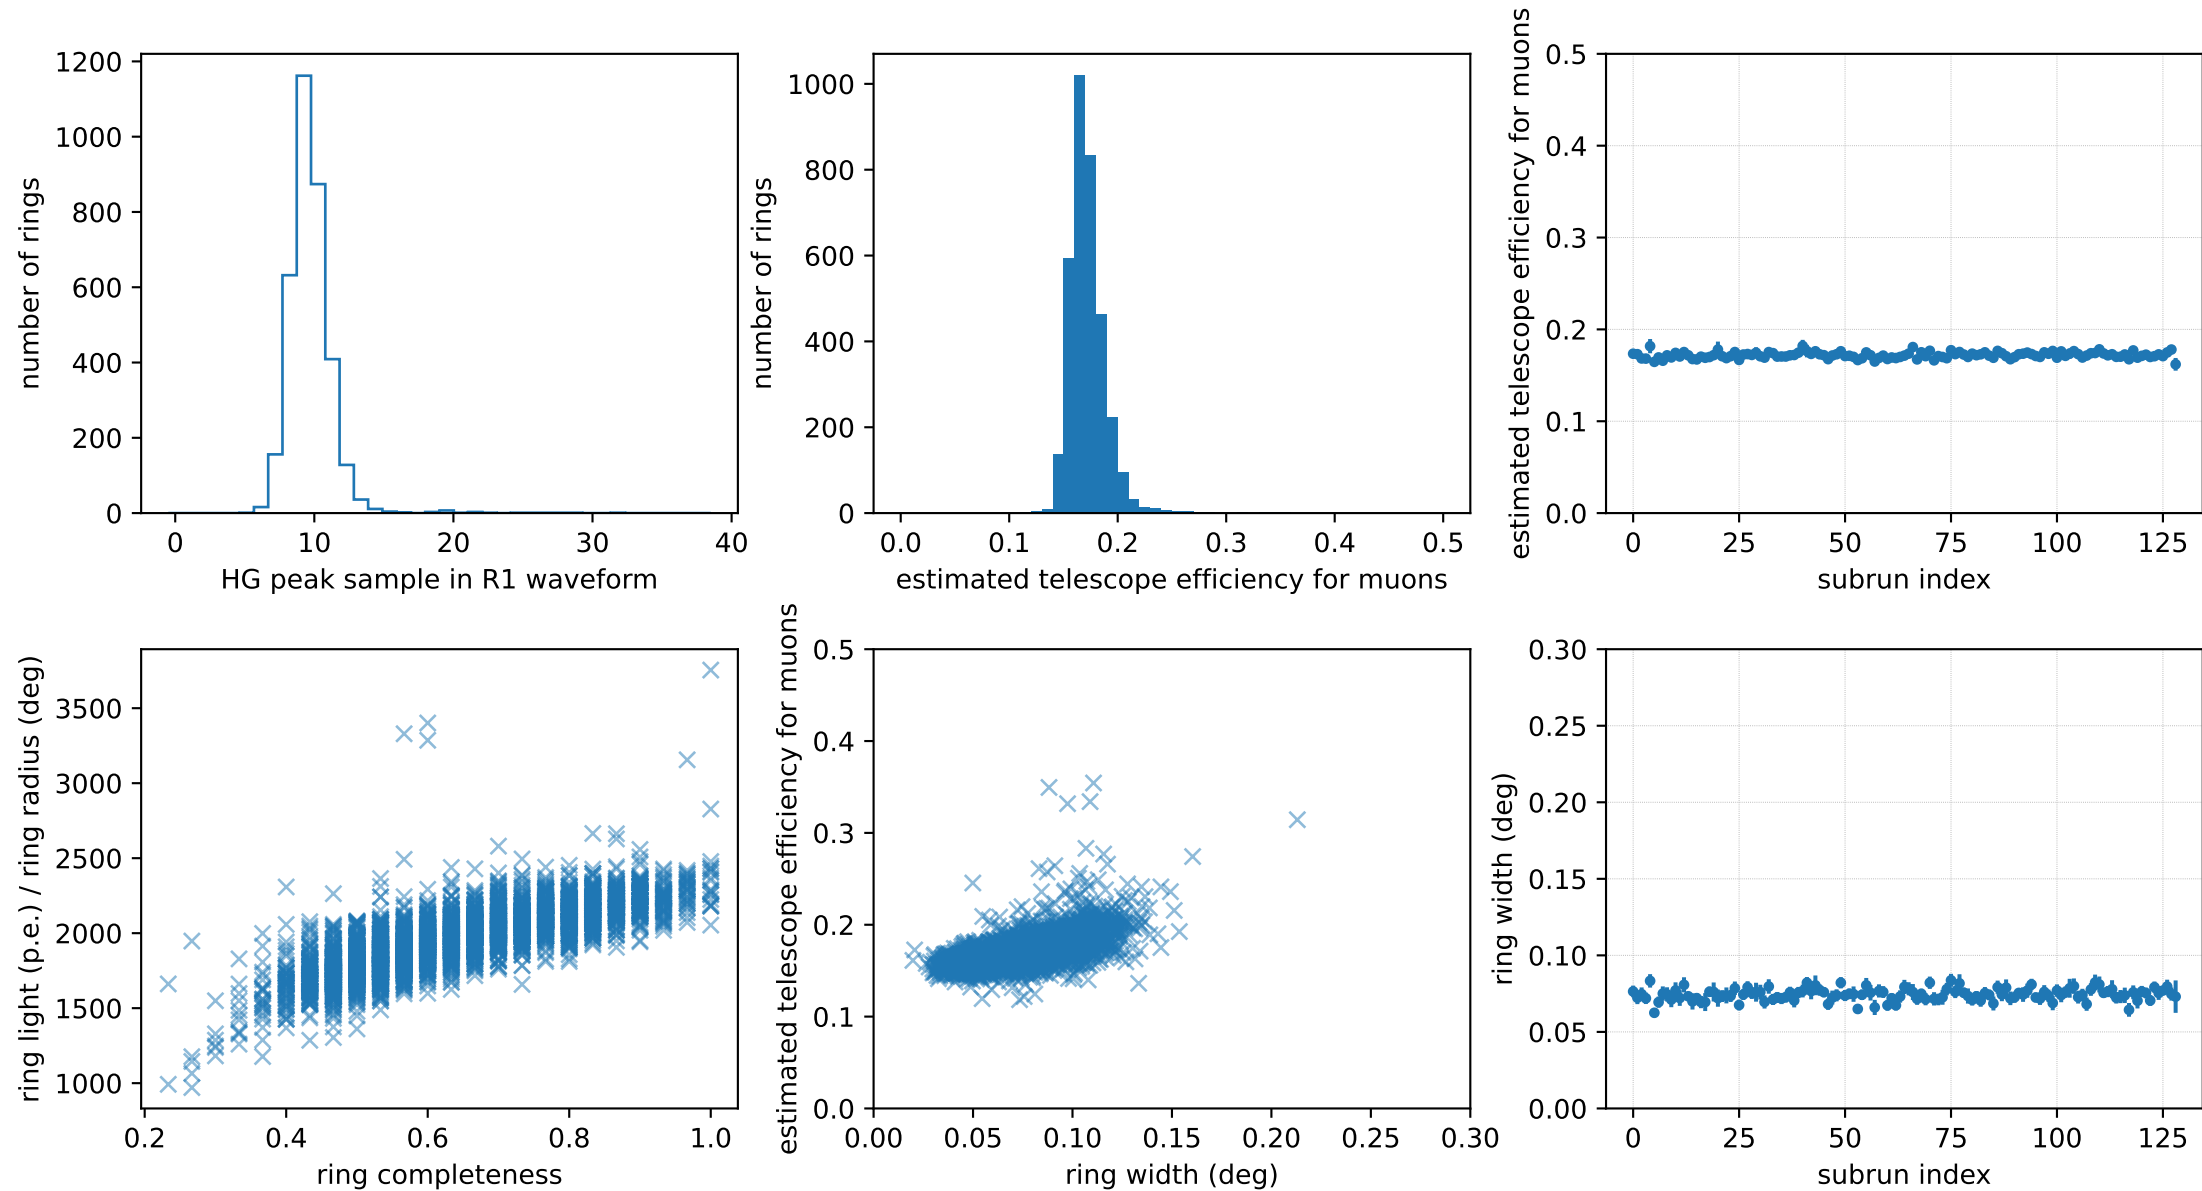 number of rings
1200
1000
800
600
400
200
0
0 10 20 30 40
HG peak sample in R1 waveform
number of rings
1000
800
600
400
200
0
0.0 0.1 0.2 0.3 0.4 0.5
estimated telescope efficiency for muons
estimated telescope efficiency for muons
0.5
0.4
0.3
0.2
0.1
0.0
0 25 50 75 100 125
subrun index
ring light (p.e.) / ring radius (deg)
3500
3000
2500
2000
1500
1000
0.2 0.4 0.6 0.8 1.0
ring completeness
estimated telescope efficiency for muons
0.5
0.4
0.3
0.2
0.1
0.0
0.00 0.05 0.10 0.15 0.20 0.25 0.30
ring width (deg)
ring width (deg)
0.30
0.25
0.20
0.15
0.10
0.05
0.00
0 25 50 75 100 125
subrun index